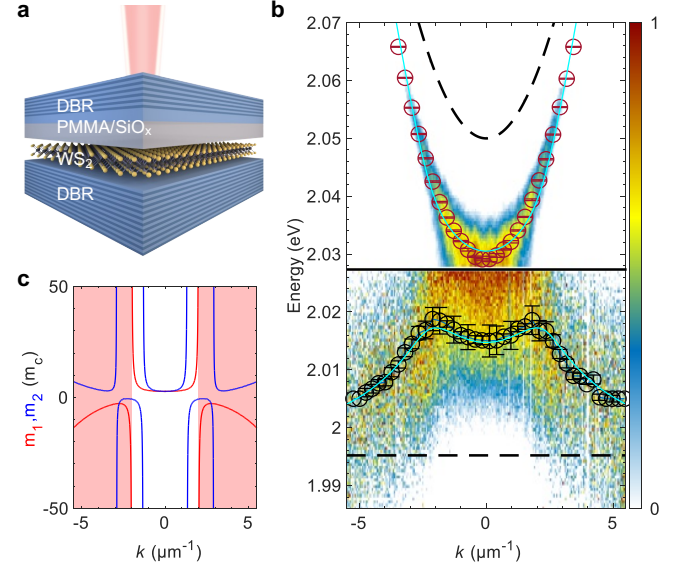 a
DBR
PMMA/SiOx
WS2
DBR
b
2.07
2.06
2.05
2.04
2.03
2.02
2.01
2
1.99
Energy (eV)
-5
0
5
k (μm-1)
1
0
c
50
0
-50
m1,m2 (mc)
-5
0
5
k (μm-1)